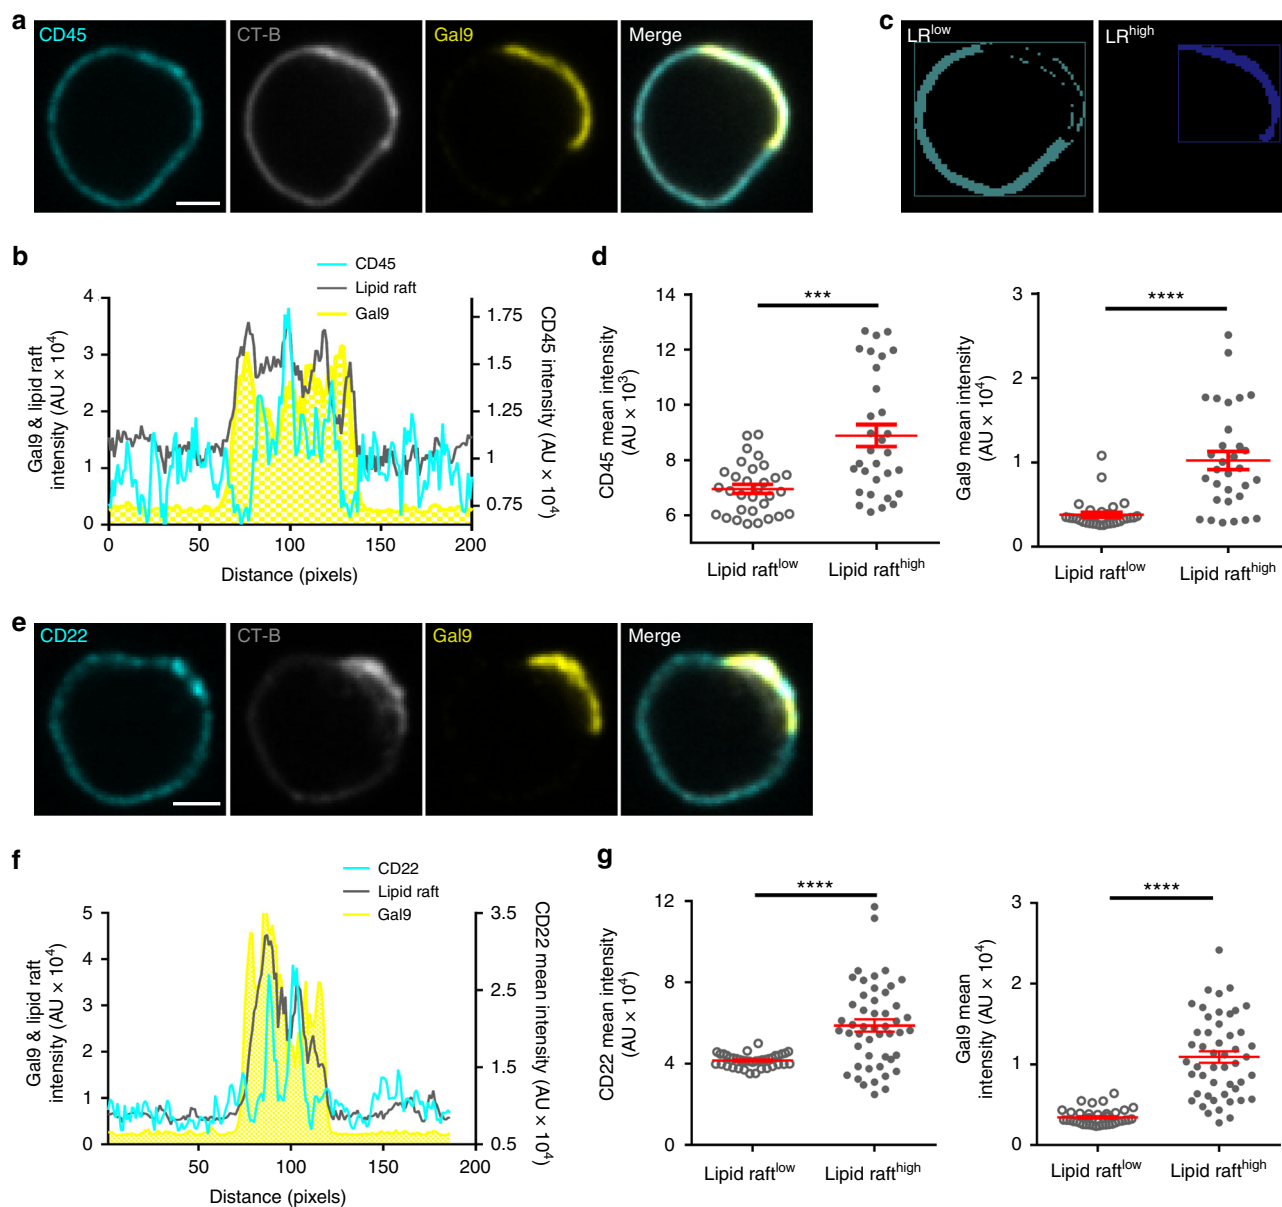 a
CD45
CT-B
Gal9
Merge
c
LRlow
LRhigh
b
CD45
Lipid raft
Gal9
Gal9 & lipid raft
intensity (AU × 10⁴)
4
3
2
1
0
1.75
1.5
1.25
1
0.75
CD45 intensity (AU × 10⁴)
0
50
100
150
200
Distance (pixels)
d
CD45 mean intensity
(AU × 10³)
14
12
10
8
6
***
Lipid raftlow
Lipid rafthigh
Gal9 mean intensity
(AU × 10⁴)
3
2
1
0
****
Lipid raftlow
Lipid rafthigh
e
CD22
CT-B
Gal9
Merge
f
CD22
Lipid raft
Gal9
Gal9 & lipid raft
intensity (AU × 10⁴)
5
4
3
2
1
0
3.5
2.5
1.5
0.5
CD22 mean intensity (AU × 10⁴)
50
100
150
200
Distance (pixels)
g
CD22 mean intensity
(AU × 10⁴)
12
8
4
0
****
Lipid raftlow
Lipid rafthigh
Gal9 mean
intensity (AU × 10⁴)
3
2
1
0
****
Lipid raftlow
Lipid rafthigh